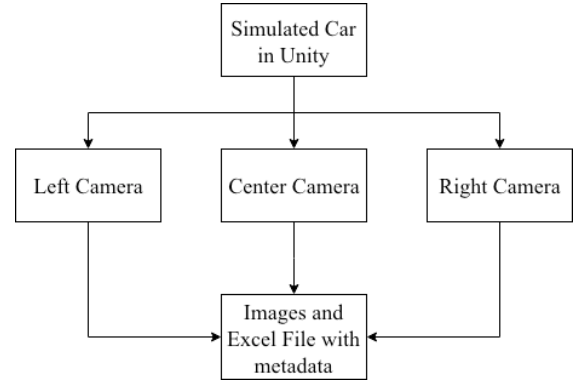 Simulated Car
in Unity
Left Camera
Center Camera
Right Camera
Images and
Excel File with
metadata